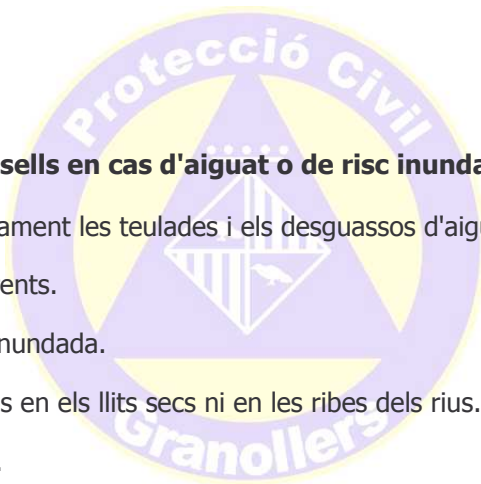 Protecció Civil
sells en cas d'aiguat o de risc inunda
ament les teulades i els desguassos d'aigu
ents.
nundada.
s en els llits secs ni en les ribes dels rius.
Granollers